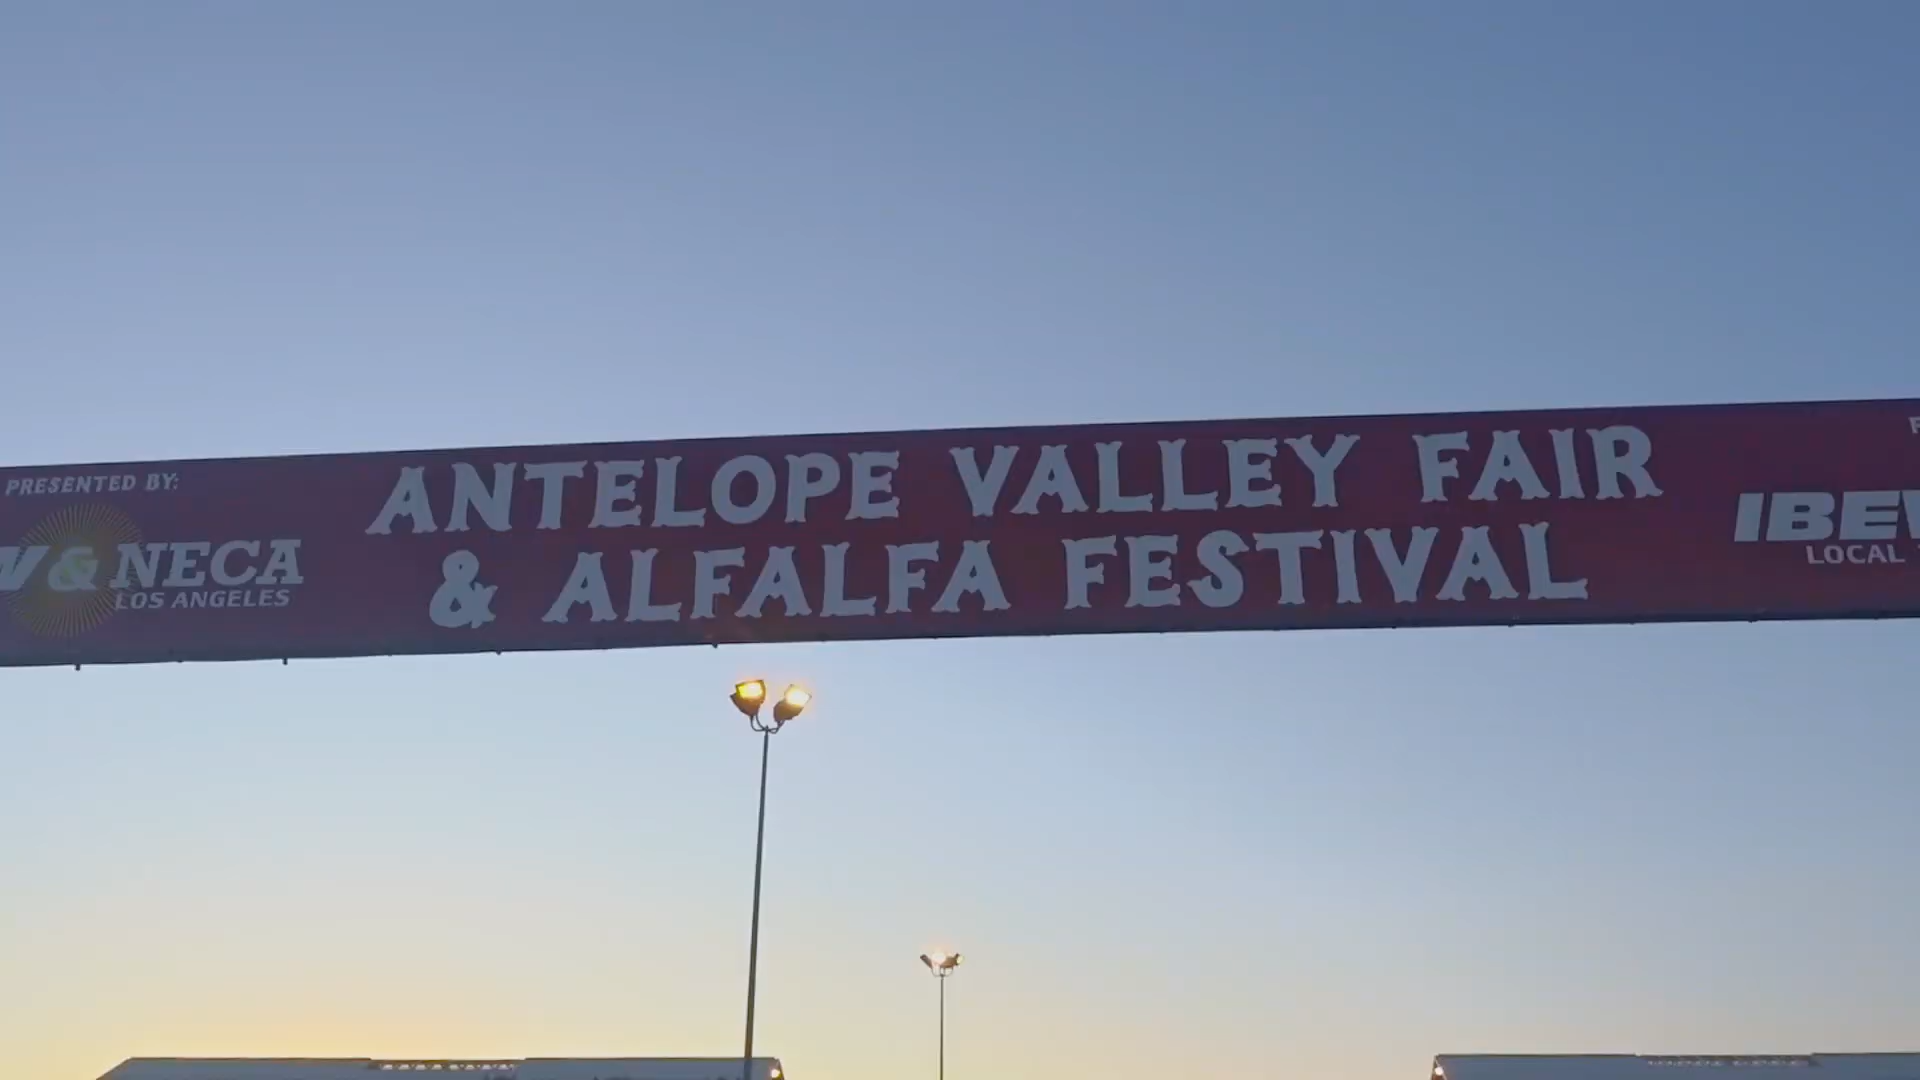 PRESENTED BY:
& NECA
LOS ANGELES
ANTELOPE VALLEY FAIR
& ALFALFA FESTIVAL
LOCAL